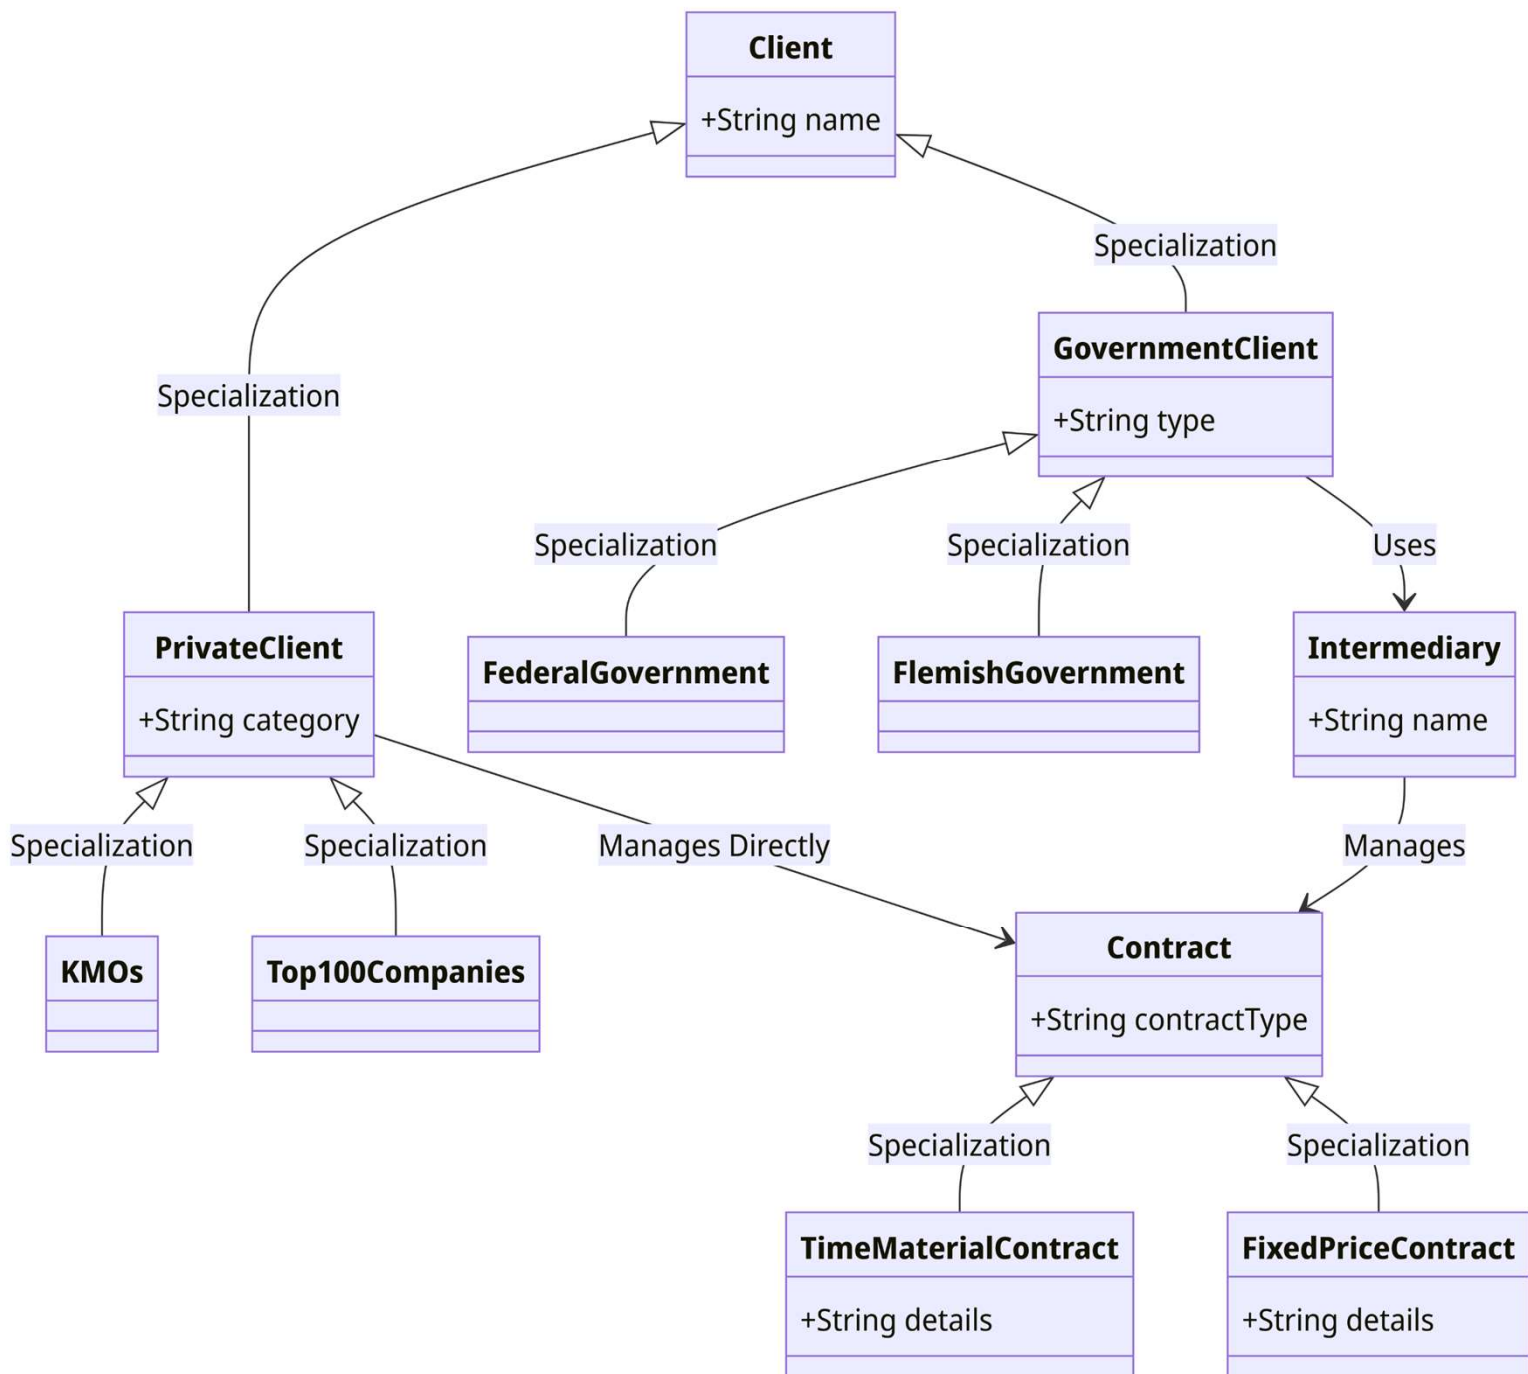 Client
+String name
Specialization
GovernmentClient
Specialization
+String type
Specialization
Specialization
Uses
PrivateClient
FederalGovernment
FlemishGovernment
Intermediary
+String category
+String name
Specialization
Specialization
Manages Directly
Manages
KMOs
Top100Companies
Contract
+String contractType
Specialization
Specialization
TimeMaterialContract
FixedPriceContract
+String details
+String details